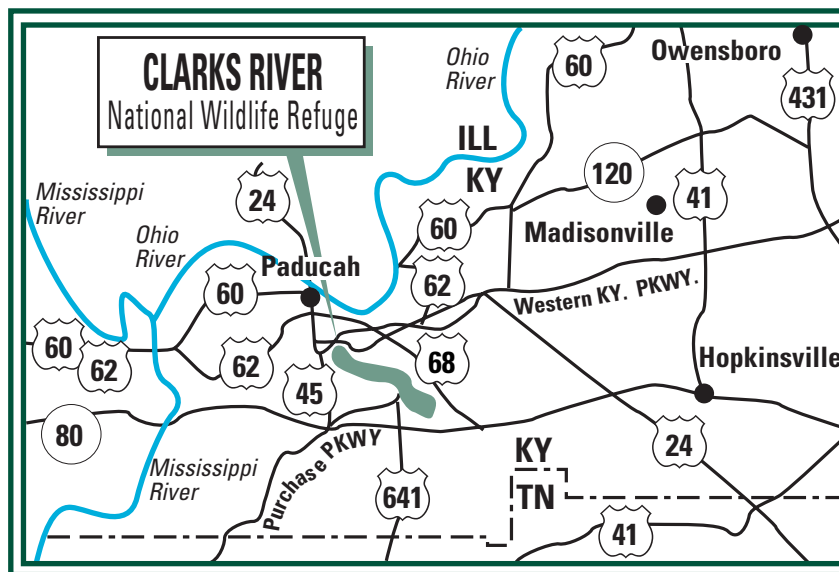 CLARKS RIVER
National Wildlife Refuge
Ohio
River
60
Owensboro
431
ILL
KY
120
41
24
Mississippi
River
Ohio
River
60
Madisonville
Paducah
60
62
Western KY. PKWY.
60
62
62
45
68
Hopkinsville
80
24
Mississippi
River
Purchase PKWY
641
KY
TN
41